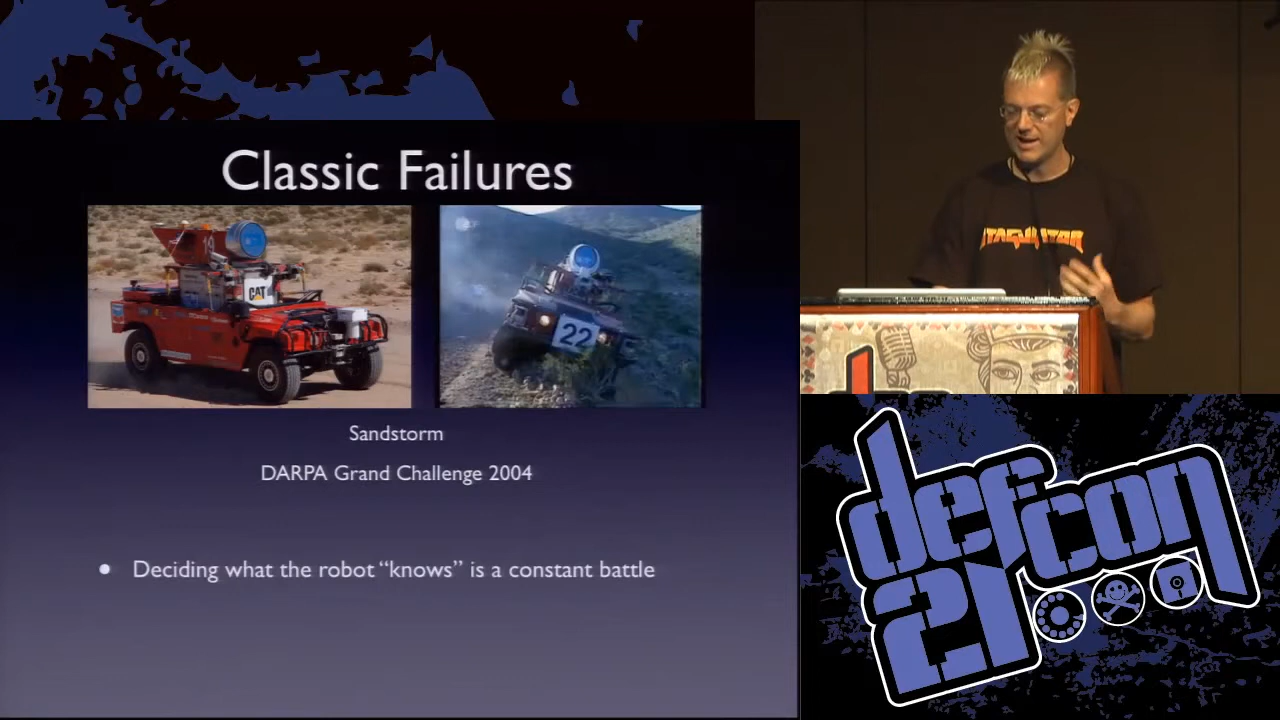 Classic Failures
19
CAT
22
Sandstorm
DARPA Grand Challenge 2004
• Deciding what the robot “knows” is a constant battle
defcon
21